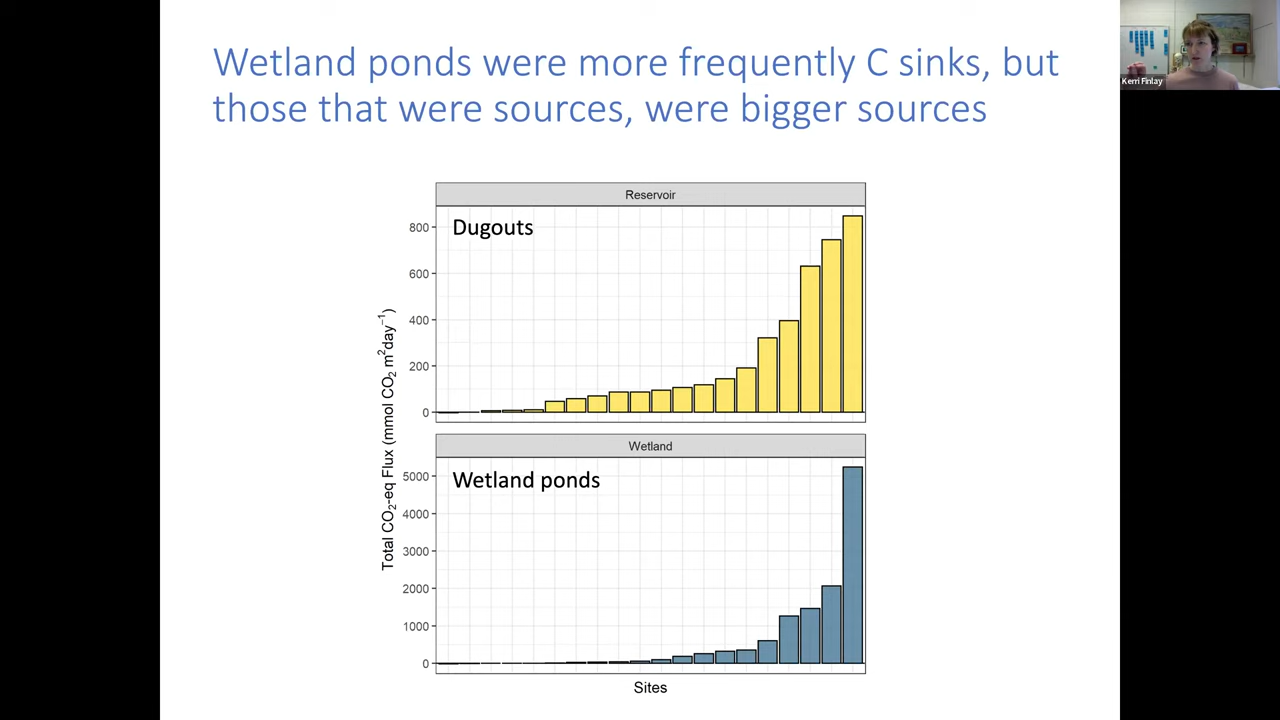 Wetland ponds were more frequently C sinks, but
those that were sources, were bigger sources
Kerri Finlay
Reservoir
Dugouts
800
600
400
200
0
Total CO₂-eq Flux (mmol CO₂ m²day⁻¹)
Wetland
Wetland ponds
5000
4000
3000
2000
1000
0
Sites